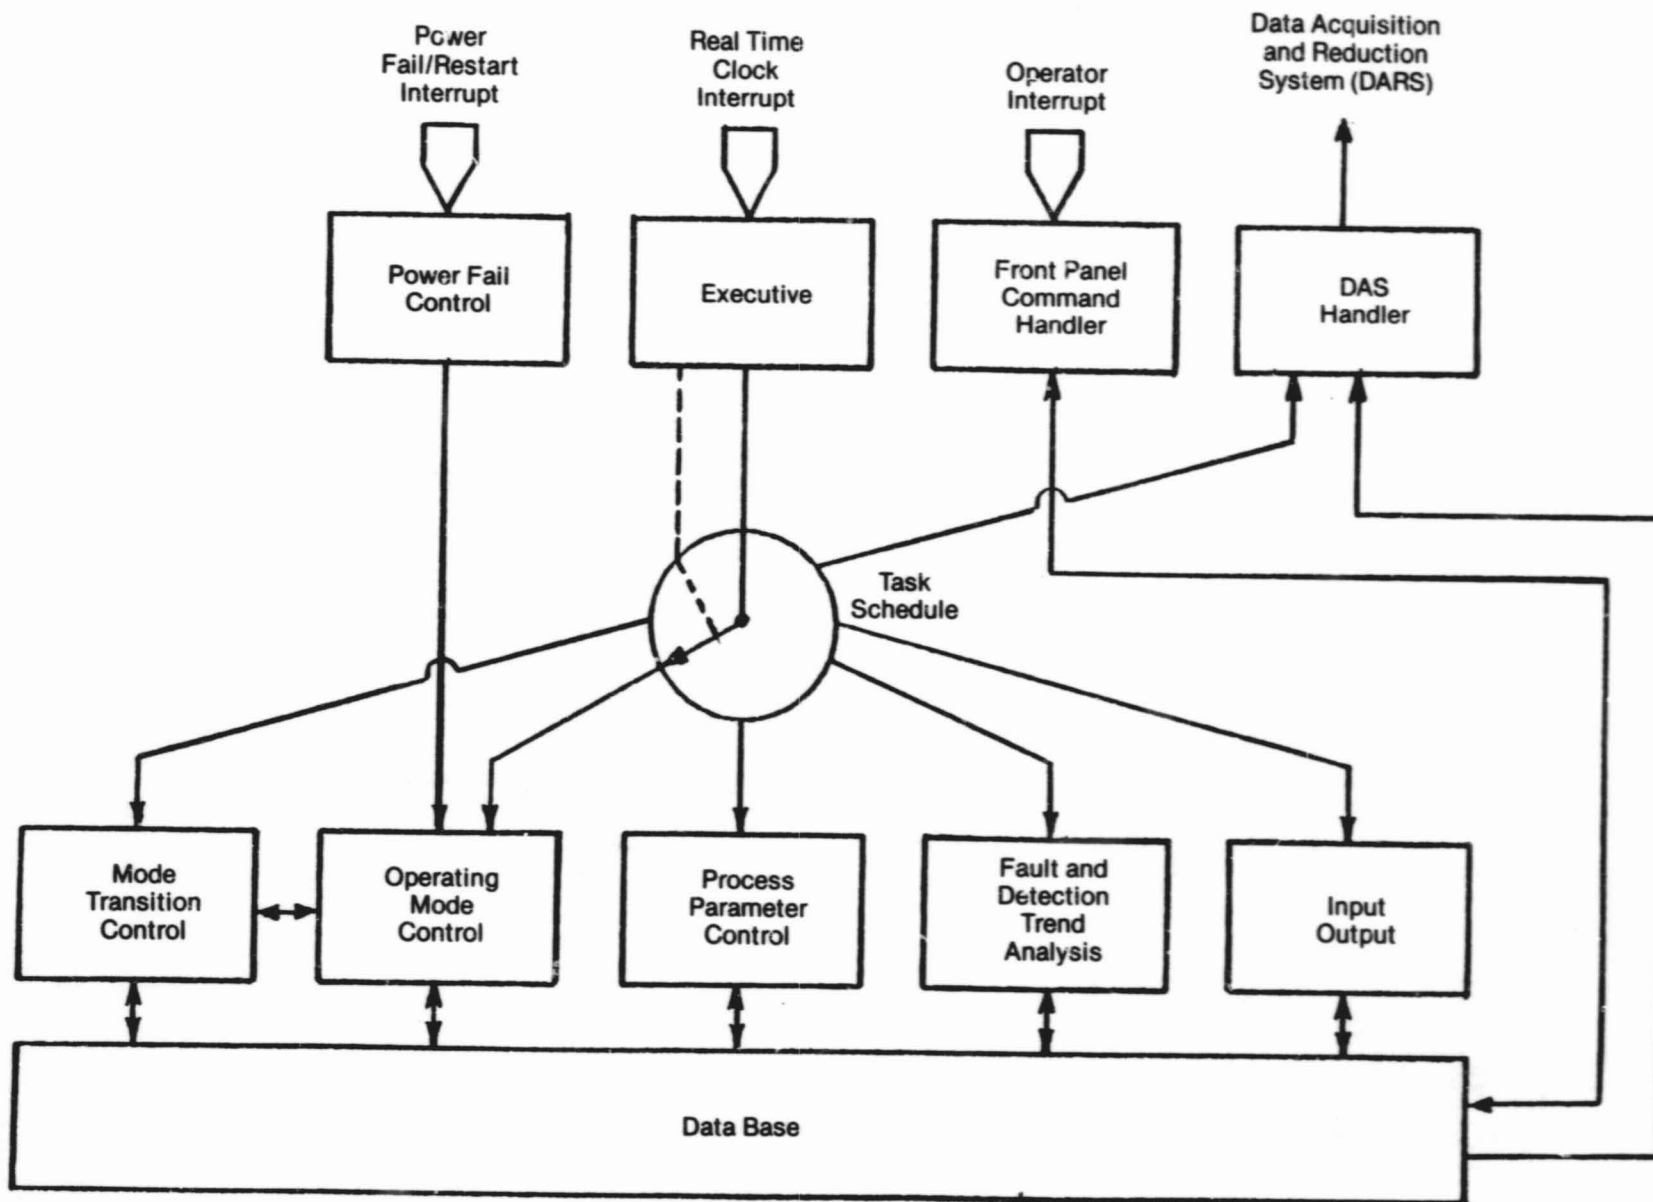 Power
Fail/Restart
Interrupt
Real Time
Clock
Interrupt
Operator
Interrupt
Data Acquisition
and Reduction
System (DARS)
Power Fail
Control
Executive
Front Panel
Command
Handler
DAS
Handler
Task
Schedule
Mode
Transition
Control
Operating
Mode
Control
Process
Parameter
Control
Fault and
Detection
Trend
Analysis
Input
Output
Data Base